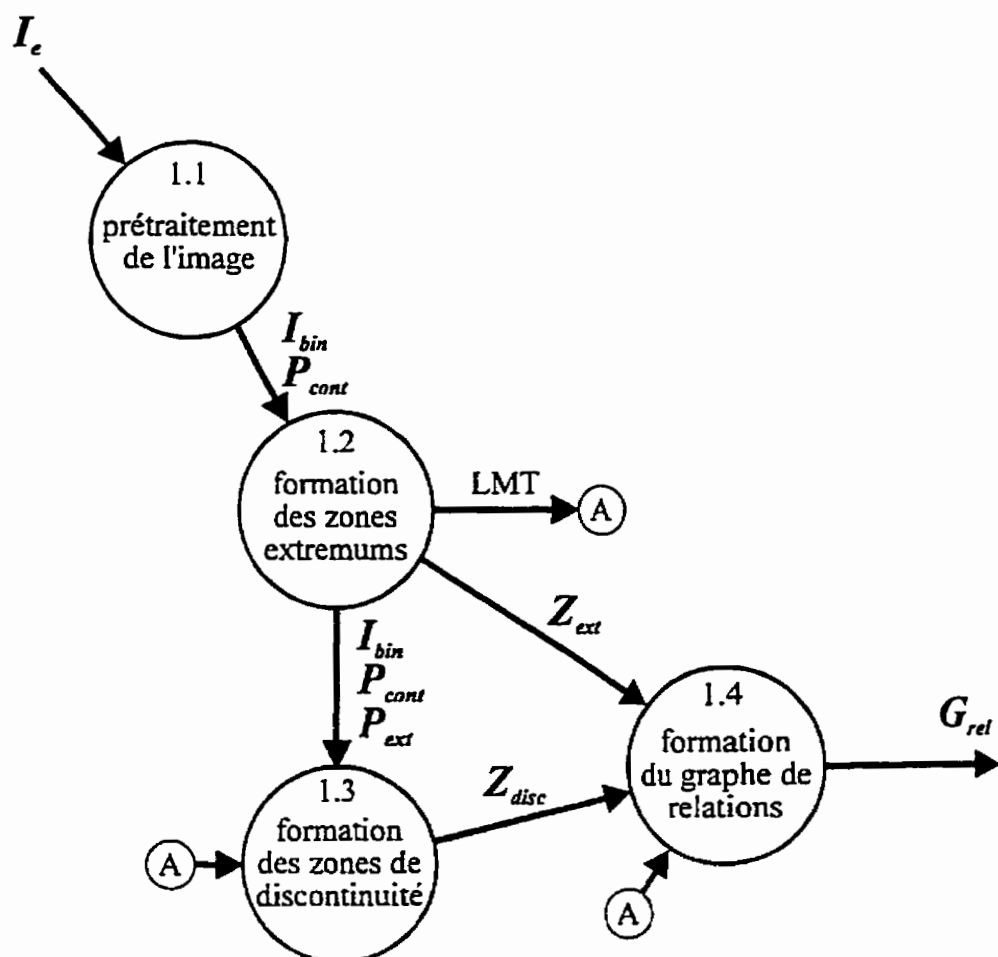 I_e
1.1
prétraitement
de l'image
I_bin
P_cont
1.2
formation
des zones
extremums
LMT
A
Z_ext
I_bin
P_cont
P_ext
1.4
formation
du graphe de
relations
G_rel
1.3
formation
des zones de
discontinuité
Z_disc
A
A